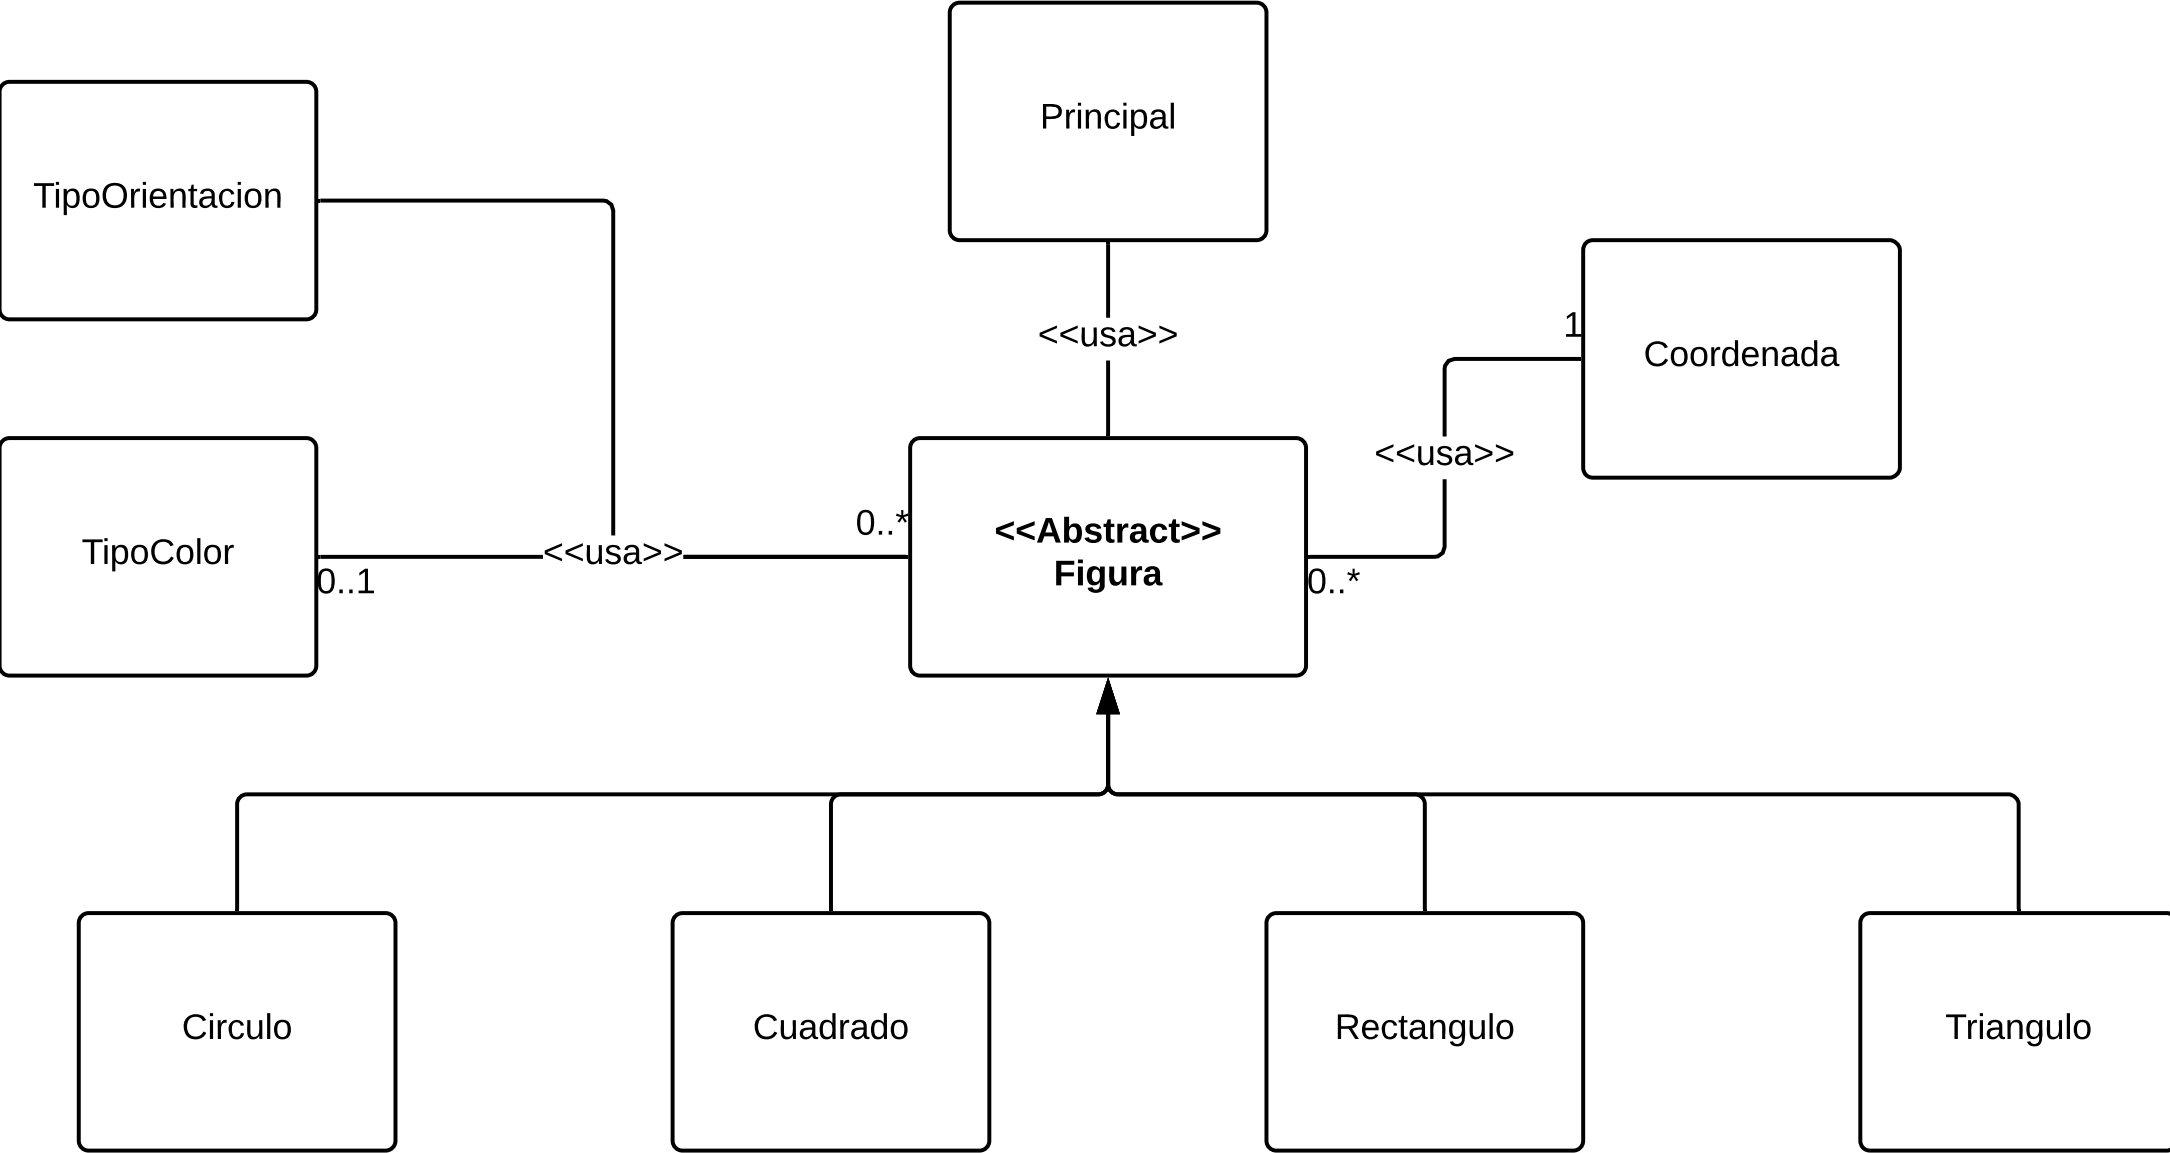 Principal
TipoOrientacion
<<usa>>
1
Coordenada
<<usa>>
0..*
<<Abstract>>
Figura
TipoColor
<<usa>>
0..1
0..*
Circulo
Cuadrado
Rectangulo
Triangulo